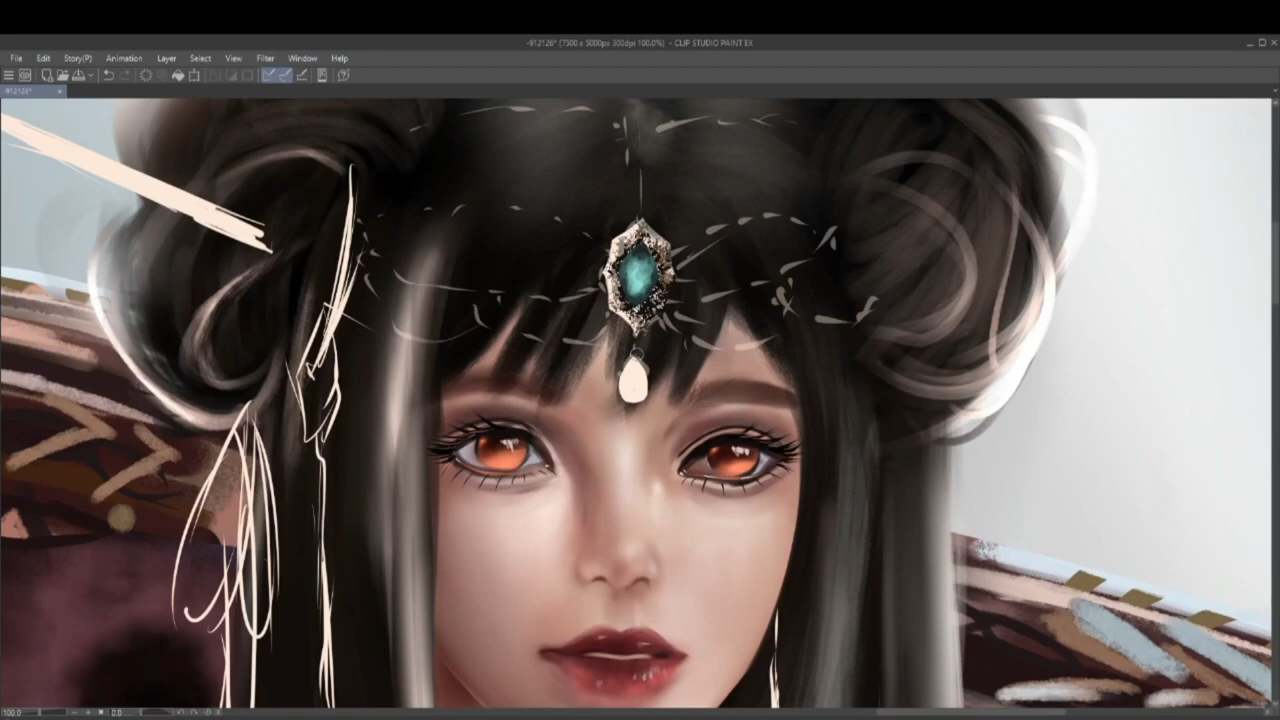 -912126* (7500 x 5000px 300dpi 100.0%) - CLIP STUDIO PAINT EX
File Edit Story(P) Animation Layer Select View Filter Window Help
-912126*
100.0 0.0